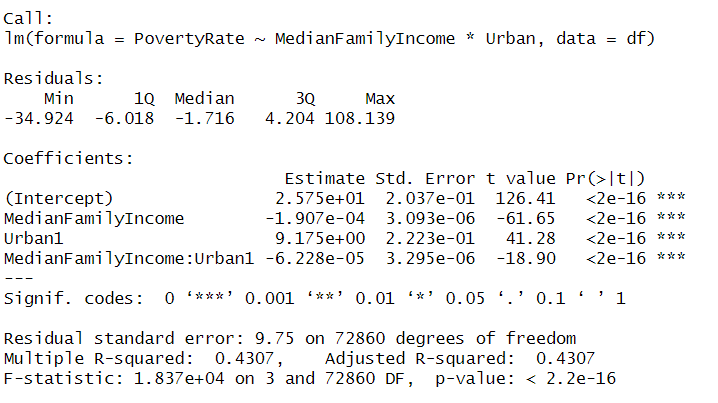 Call:
lm(formula = PovertyRate ~ MedianFamilyIncome * Urban, data = df)
Residuals:
    Min      1Q  Median      3Q     Max
-34.924  -6.018  -1.716   4.204 108.139
Coefficients:
                            Estimate Std. Error t value Pr(>|t|)
(Intercept)                2.575e+01  2.037e-01  126.41   <2e-16 ***
MedianFamilyIncome        -1.907e-04  3.093e-06  -61.65   <2e-16 ***
Urban1                     9.175e+00  2.223e-01   41.28   <2e-16 ***
MedianFamilyIncome:Urban1 -6.228e-05  3.295e-06  -18.90   <2e-16 ***
---
Signif. codes:  0 ‘***’ 0.001 ‘**’ 0.01 ‘*’ 0.05 ‘.’ 0.1 ‘ ’ 1
Residual standard error: 9.75 on 72860 degrees of freedom
Multiple R-squared:  0.4307,    Adjusted R-squared:  0.4307
F-statistic: 1.837e+04 on 3 and 72860 DF,  p-value: < 2.2e-16